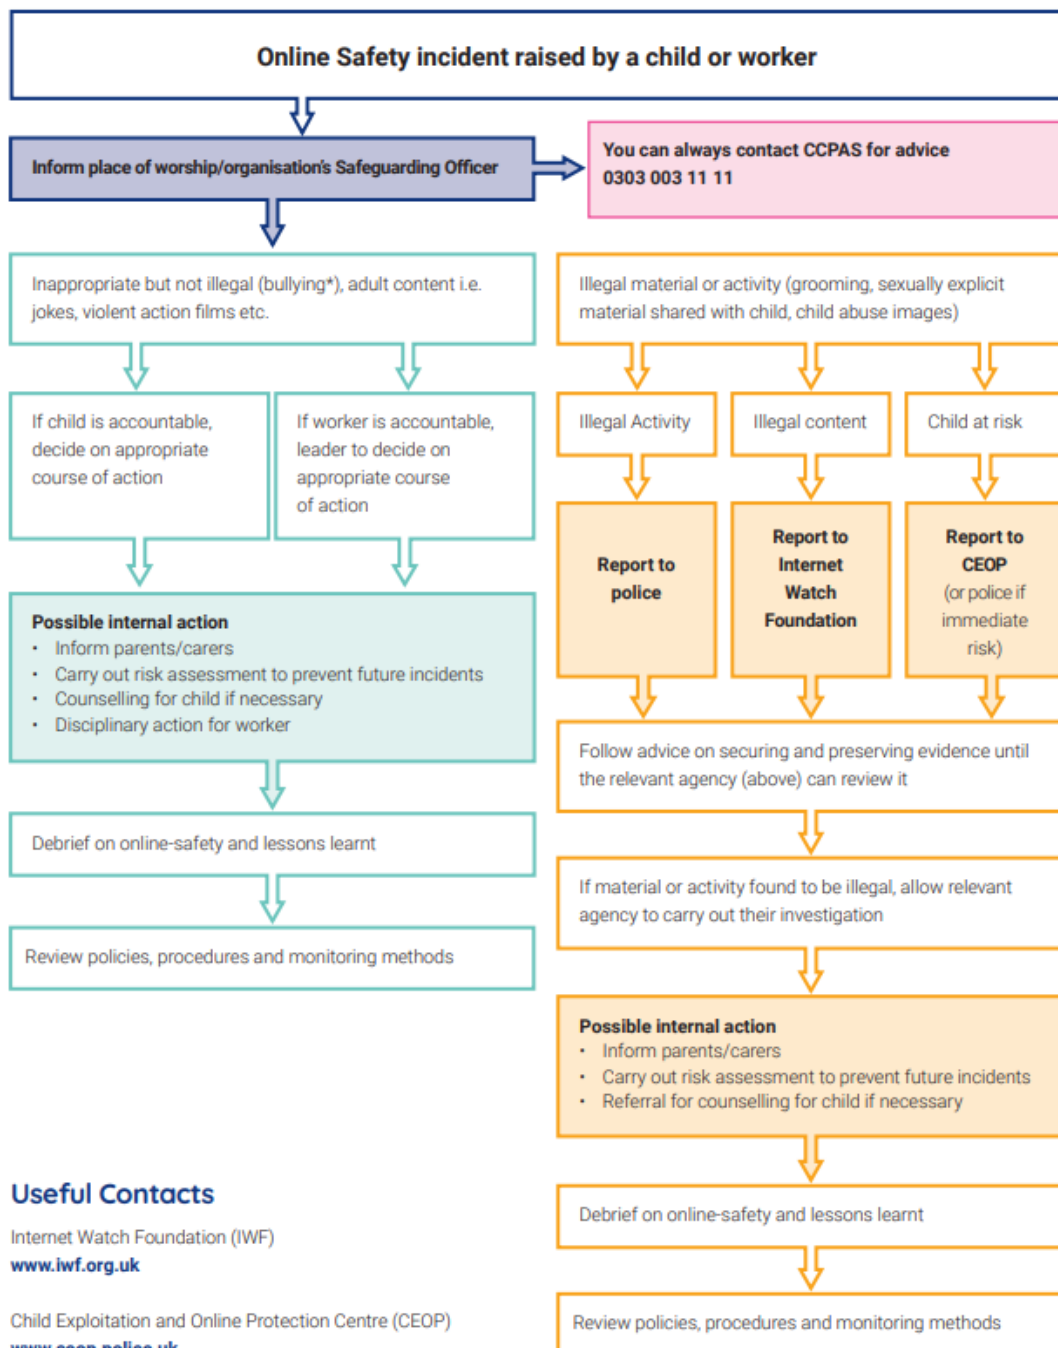 Online Safety incident raised by a child or worker
Inform place of worship/organisation's Safeguarding Officer
You can always contact CCPAS for advice
0303 003 11 11
Inappropriate but not illegal (bullying*), adult content i.e.
jokes, violent action films etc.
If child is accountable,
decide on appropriate
course of action
If worker is accountable,
leader to decide on
appropriate course
of action
Possible internal action
• Inform parents/carers
• Carry out risk assessment to prevent future incidents
• Counselling for child if necessary
• Disciplinary action for worker
Debrief on online-safety and lessons learnt
Review policies, procedures and monitoring methods
Illegal material or activity (grooming, sexually explicit
material shared with child, child abuse images)
Illegal Activity
Illegal content
Child at risk
Report to
police
Report to
Internet
Watch
Foundation
Report to
CEOP
(or police if
immediate
risk)
Follow advice on securing and preserving evidence until
the relevant agency (above) can review it
If material or activity found to be illegal, allow relevant
agency to carry out their investigation
Possible internal action
• Inform parents/carers
• Carry out risk assessment to prevent future incidents
• Referral for counselling for child if necessary
Debrief on online-safety and lessons learnt
Review policies, procedures and monitoring methods
Useful Contacts
Internet Watch Foundation (IWF)
www.iwf.org.uk
Child Exploitation and Online Protection Centre (CEOP)
www.ceop.police.uk